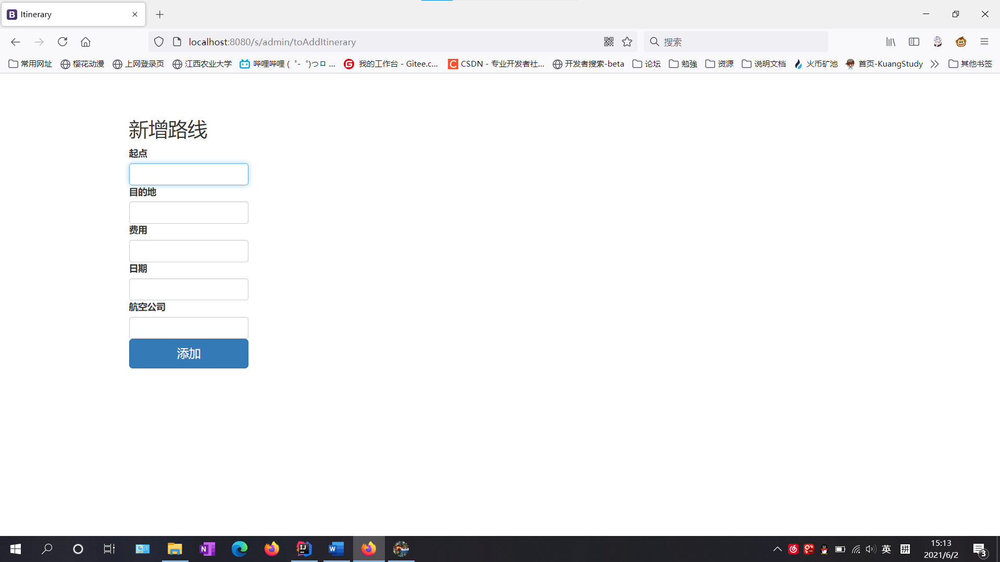 Itinerary
localhost:8080/s/admin/toAddItinerary
搜索
常用网址 樱花动漫 上网登录页 江西农业大学 哔哩哔哩 (゜-゜)つロ ... 我的工作台 - Gitee.c... CSDN - 专业开发者社... 开发者搜索-beta 论坛 勉強 资源 说明文档 火币矿池 首页-KuangStudy 其他书签
新增路线
起点
目的地
费用
日期
航空公司
添加
英 拼
15:13
2021/6/2
3